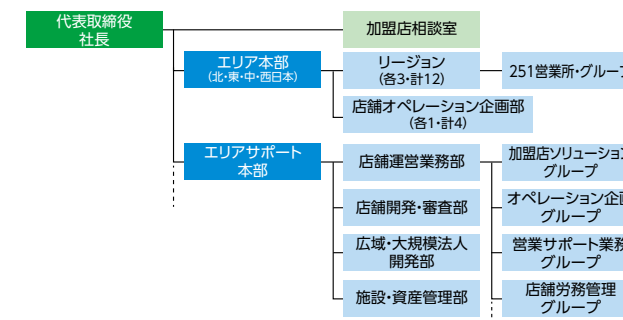 代表取締役
社長
加盟店相談室
エリア本部
(北・東・中・西日本)
リージョン
(各3・計12)
251営業所・グルー
店舗オペレーション企画部
(各1・計4)
エリアサポート
本部
店舗運営業務部
加盟店ソリューション
グループ
店舗開発・審査部
オペレーション企画
グループ
広域・大規模法人
開発部
営業サポート業務
グループ
施設・資産管理部
店舗労務管理
グループ